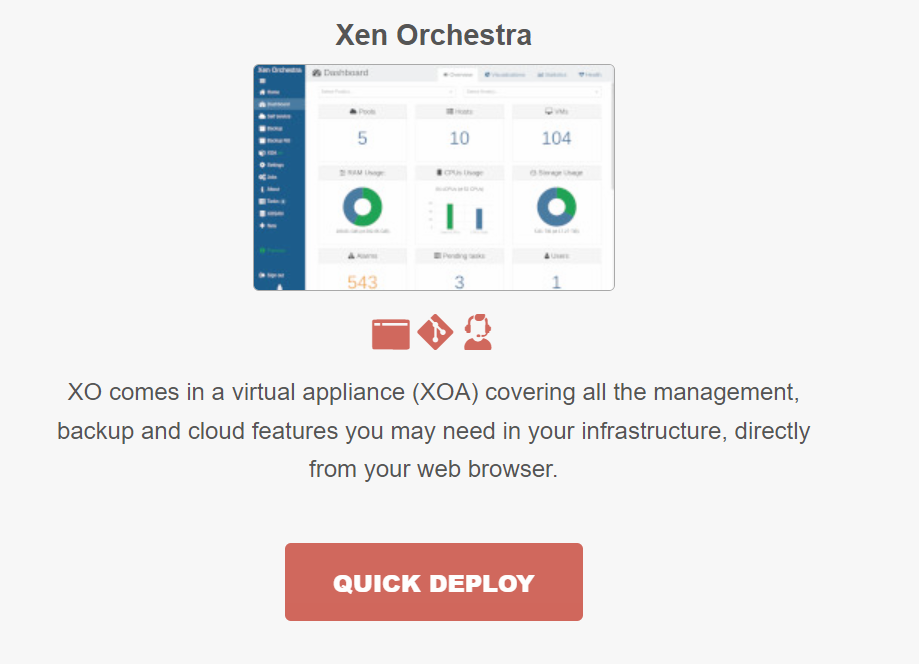 Xen Orchestra
Xen Orchestra
Dashboard
Overview
Visualizations
Statistics
Health
Home
Dashboard
Self service
Backup
XOA
Settings
Jobs
About
Tasks
New
Sign out
Pools
Hosts
VMs
5
10
104
RAM Usage
CPUs Usage
Storage Usage
Alarms
Pending tasks
Users
543
3
1
XO comes in a virtual appliance (XOA) covering all the management,
backup and cloud features you may need in your infrastructure, directly
from your web browser.
QUICK DEPLOY